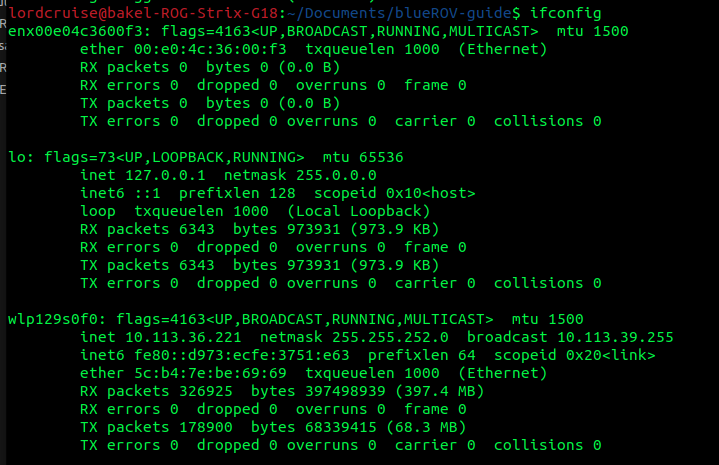 lordcruise@bakel-ROG-Strix-G18:~/Documents/blueROV-guide$ ifconfig
enx00e04c3600f3: flags=4163<UP,BROADCAST,RUNNING,MULTICAST>  mtu 1500
        ether 00:e0:4c:36:00:f3  txqueuelen 1000  (Ethernet)
        RX packets 0  bytes 0 (0.0 B)
        RX errors 0  dropped 0  overruns 0  frame 0
        TX packets 0  bytes 0 (0.0 B)
        TX errors 0  dropped 0 overruns 0  carrier 0  collisions 0

lo: flags=73<UP,LOOPBACK,RUNNING>  mtu 65536
        inet 127.0.0.1  netmask 255.0.0.0
        inet6 ::1  prefixlen 128  scopeid 0x10<host>
        loop  txqueuelen 1000  (Local Loopback)
        RX packets 6343  bytes 973931 (973.9 KB)
        RX errors 0  dropped 0  overruns 0  frame 0
        TX packets 6343  bytes 973931 (973.9 KB)
        TX errors 0  dropped 0 overruns 0  carrier 0  collisions 0

wlp129s0f0: flags=4163<UP,BROADCAST,RUNNING,MULTICAST>  mtu 1500
        inet 10.113.36.221  netmask 255.255.252.0  broadcast 10.113.39.255
        inet6 fe80::d973:ecfe:3751:e63  prefixlen 64  scopeid 0x20<link>
        ether 5c:b4:7e:be:69:69  txqueuelen 1000  (Ethernet)
        RX packets 326925  bytes 397498939 (397.4 MB)
        RX errors 0  dropped 0  overruns 0  frame 0
        TX packets 178900  bytes 68339415 (68.3 MB)
        TX errors 0  dropped 0 overruns 0  carrier 0  collisions 0